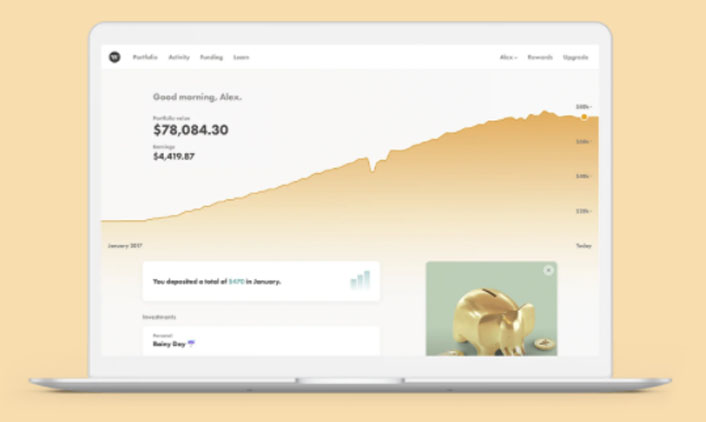 Portfolio Activity Funding Learn
Alex Rewards Upgrade
Good morning, Alex.
Portfolio value
$78,084.30
Earnings
$4,419.87
$60k
$40k
$20k
January 2017
Today
You deposited a total of $470 in January.
Investments
Personal
Rainy Day